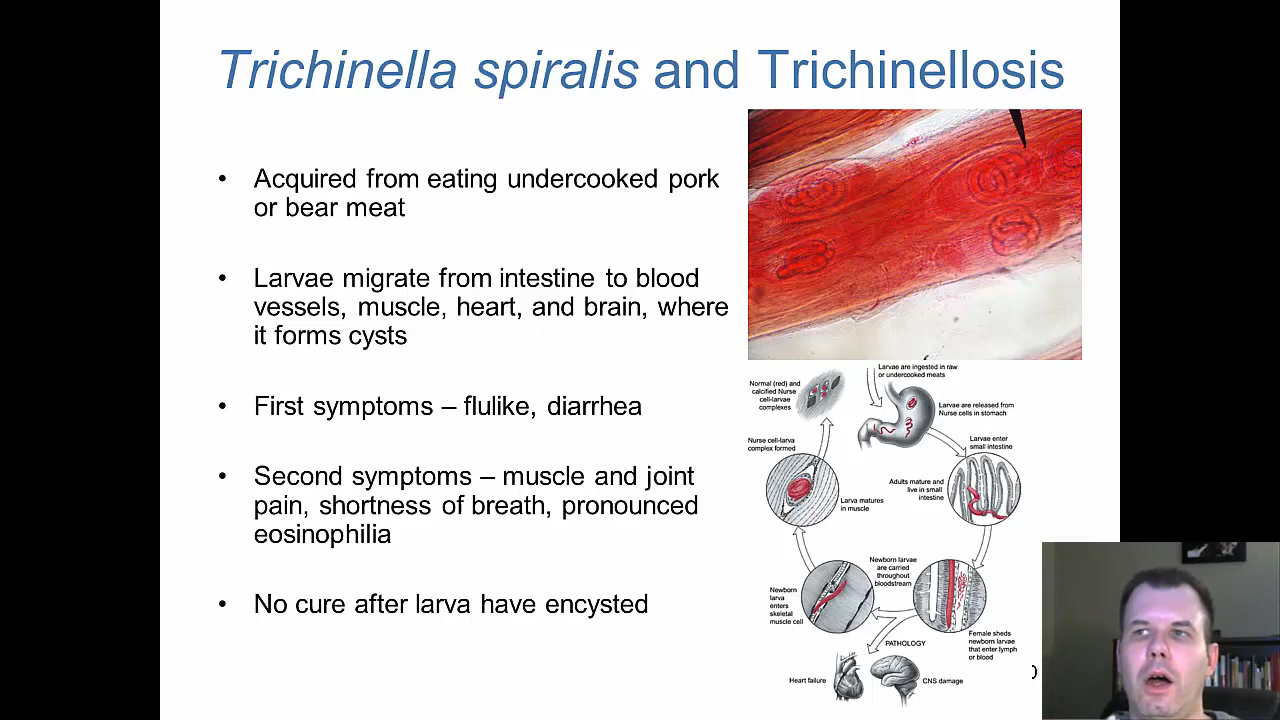 Trichinella spiralis and Trichinellosis
• Acquired from eating undercooked pork
or bear meat
• Larvae migrate from intestine to blood
vessels, muscle, heart, and brain, where
it forms cysts
• First symptoms – flulike, diarrhea
• Second symptoms – muscle and joint
pain, shortness of breath, pronounced
eosinophilia
• No cure after larva have encysted
Larvae are ingested in raw
or undercooked meats
Normal (red) and
calcified Nurse
cell-larvae
complexes
Larvae are released from
Nurse cells in stomach
Nurse cell-larva
complex formed
Larvae enter
small intestine
Adults mature and
live in small
intestine
Larva matures
in muscle
Newborn larvae
are carried
throughout
bloodstream
Newborn
larva
enters
skeletal
muscle cell
Female sheds
newborn larvae
that enter lymph
or blood
PATHOLOGY
Heart failure
CNS damage